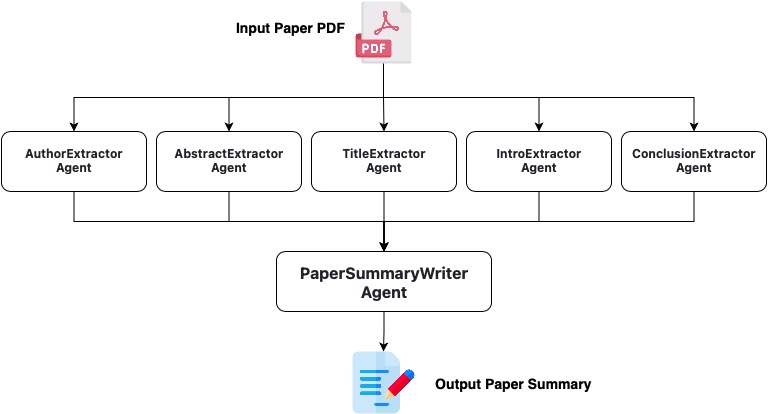 Input Paper PDF
PDF
AuthorExtractor
Agent
AbstractExtractor
Agent
TitleExtractor
Agent
IntroExtractor
Agent
ConclusionExtractor
Agent
PaperSummaryWriter
Agent
Output Paper Summary